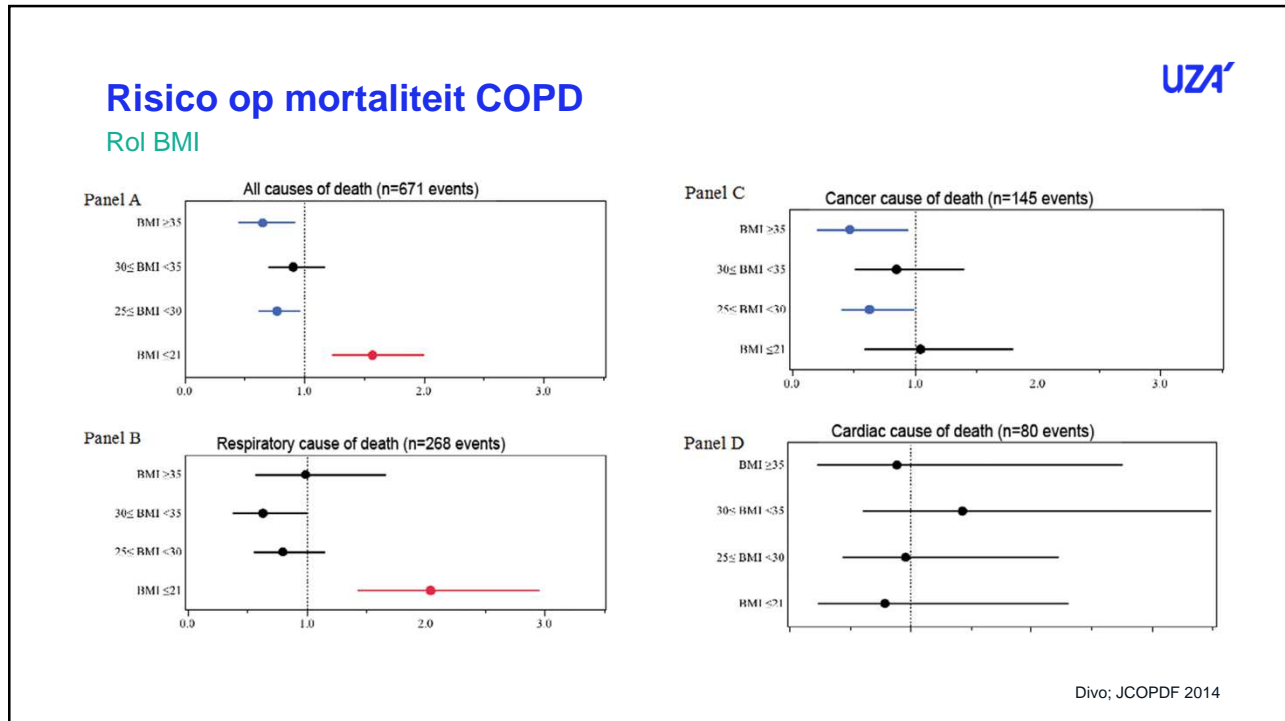 UZA'
Risico op mortaliteit COPD
Rol BMI
Panel A
All causes of death (n=671 events)
BMI ≥35
30≤ BMI <35
25≤ BMI <30
BMI ≤21
0.0 1.0 2.0 3.0
Panel B
Respiratory cause of death (n=268 events)
BMI ≥35
30≤ BMI <35
25≤ BMI <30
BMI ≤21
0.0 1.0 2.0 3.0
Panel C
Cancer cause of death (n=145 events)
BMI ≥35
30≤ BMI <35
25≤ BMI <30
BMI ≤21
0.0 1.0 2.0 3.0
Panel D
Cardiac cause of death (n=80 events)
BMI ≥35
30≤ BMI <35
25≤ BMI <30
BMI ≤21
Divo; JCOPDF 2014